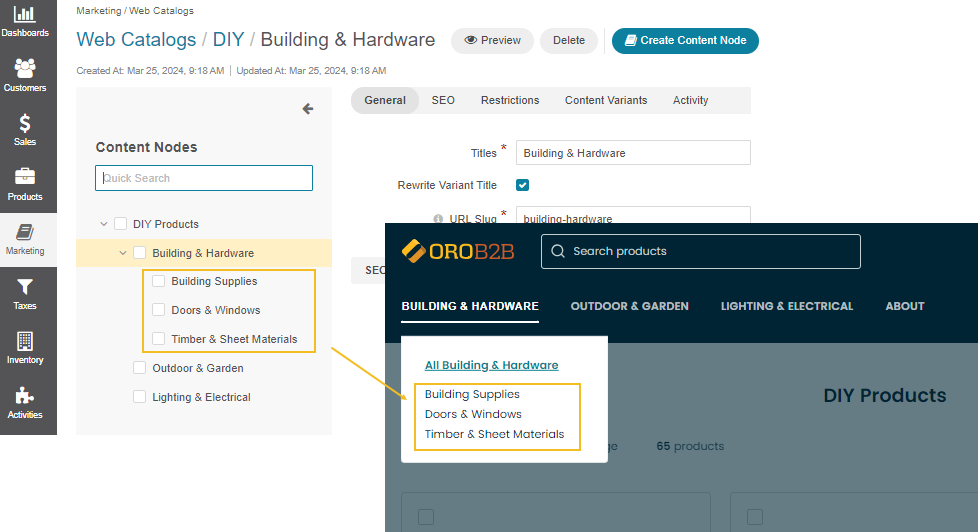 Marketing / Web Catalogs
Web Catalogs / DIY / Building & Hardware
Preview
Delete
Create Content Node
Created At: Mar 25, 2024, 9:18 AM | Updated At: Mar 25, 2024, 9:18 AM
Dashboards
Customers
Sales
Products
Marketing
Taxes
Inventory
Activities
Content Nodes
Quick Search
DIY Products
Building & Hardware
Building Supplies
Doors & Windows
Timber & Sheet Materials
Outdoor & Garden
Lighting & Electrical
General SEO Restrictions Content Variants Activity
Titles * Building & Hardware
Rewrite Variant Title
URL Slug * building-hardware
SEO
OROB2B
Search products
BUILDING & HARDWARE OUTDOOR & GARDEN LIGHTING & ELECTRICAL ABOUT
All Building & Hardware
Building Supplies
Doors & Windows
Timber & Sheet Materials
DIY Products
65 products